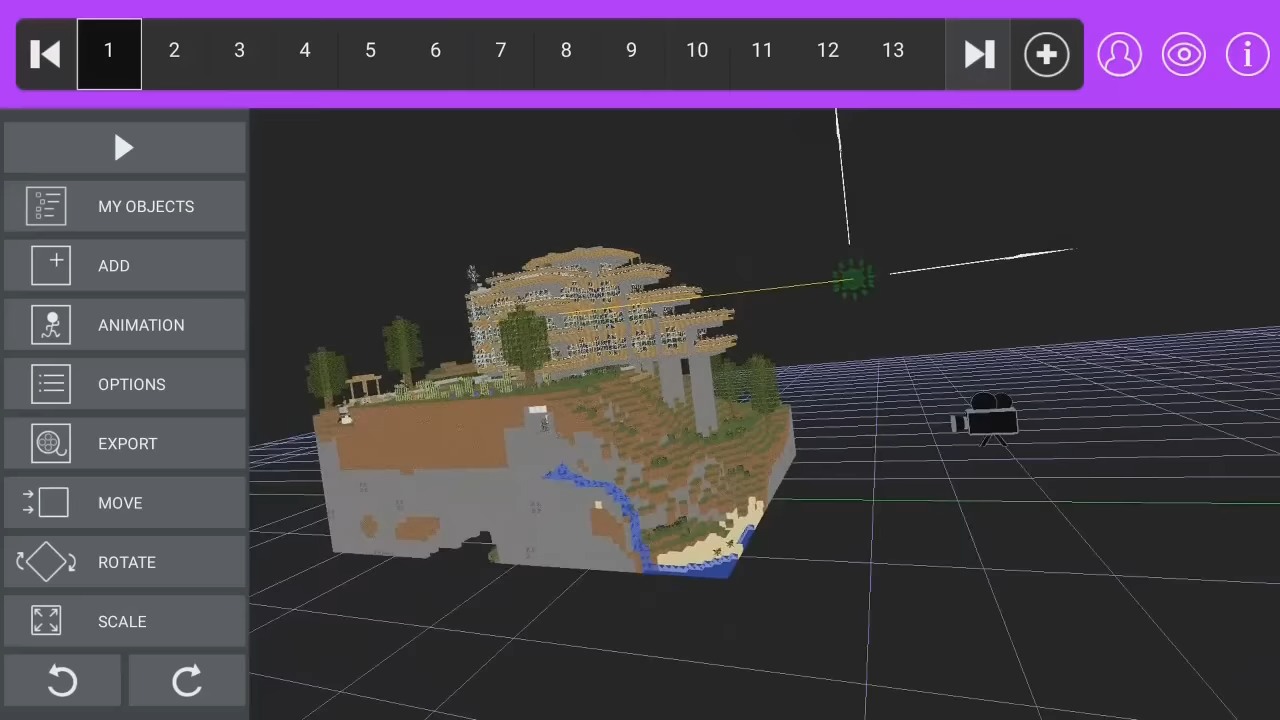 1 2 3 4 5 6 7 8 9 10 11 12 13
MY OBJECTS
ADD
ANIMATION
OPTIONS
EXPORT
MOVE
ROTATE
SCALE